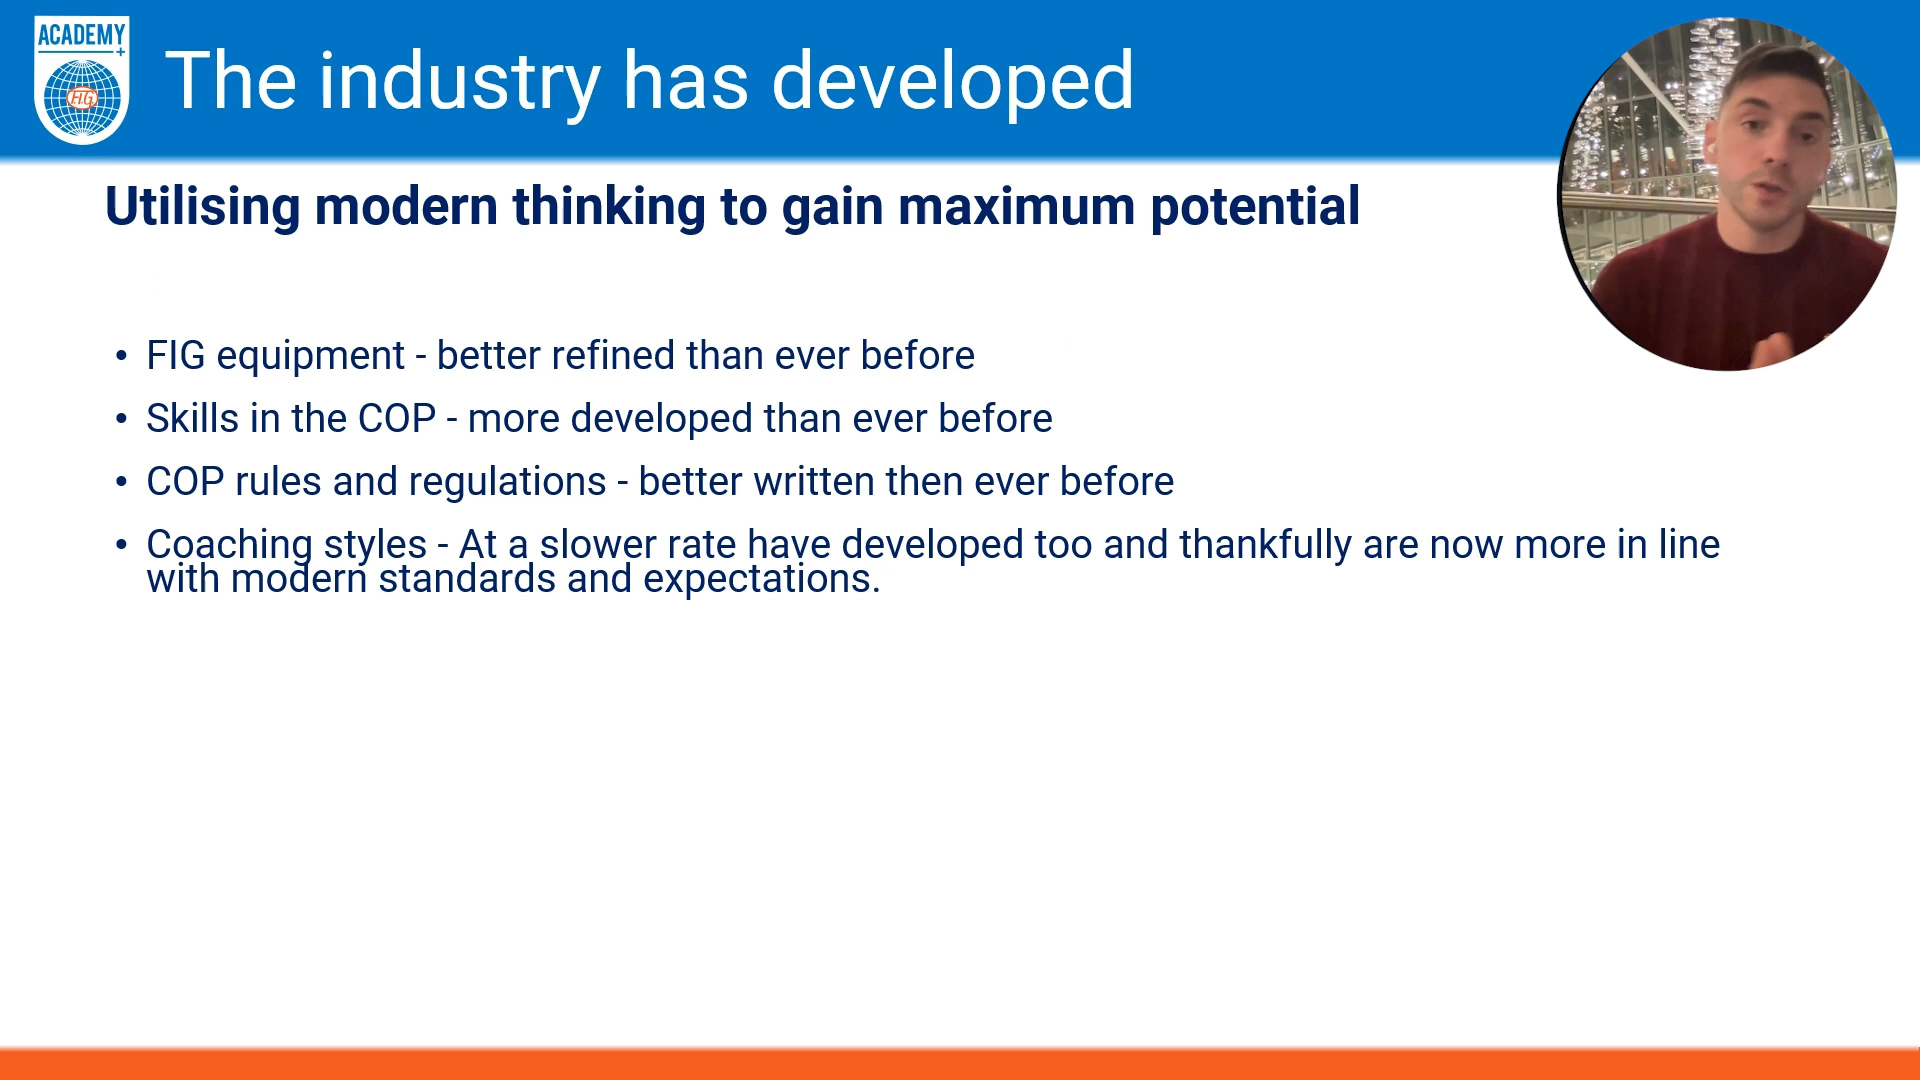 ACADEMY
+
FIG
The industry has developed
Utilising modern thinking to gain maximum potential
• FIG equipment - better refined than ever before
• Skills in the COP - more developed than ever before
• COP rules and regulations - better written then ever before
• Coaching styles - At a slower rate have developed too and thankfully are now more in line
with modern standards and expectations.